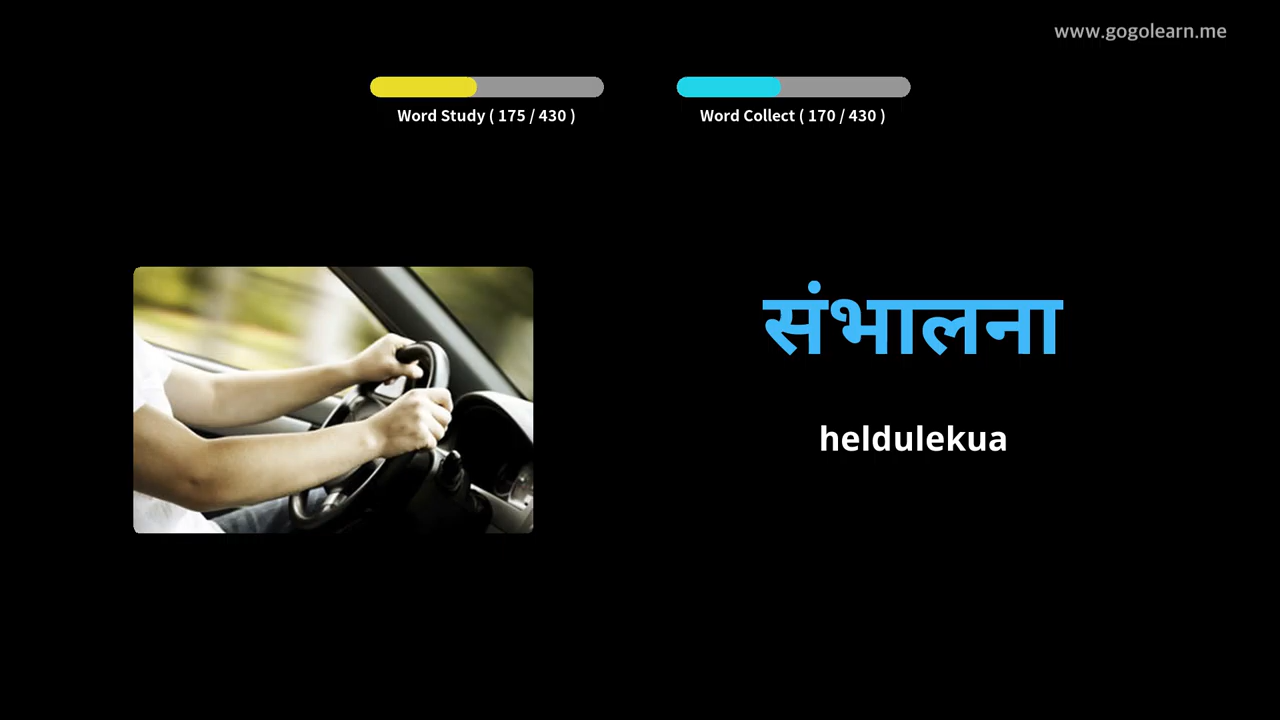 www.gogolearn.me
Word Study ( 175 / 430 )
Word Collect ( 170 / 430 )
संभालना
heldulekua